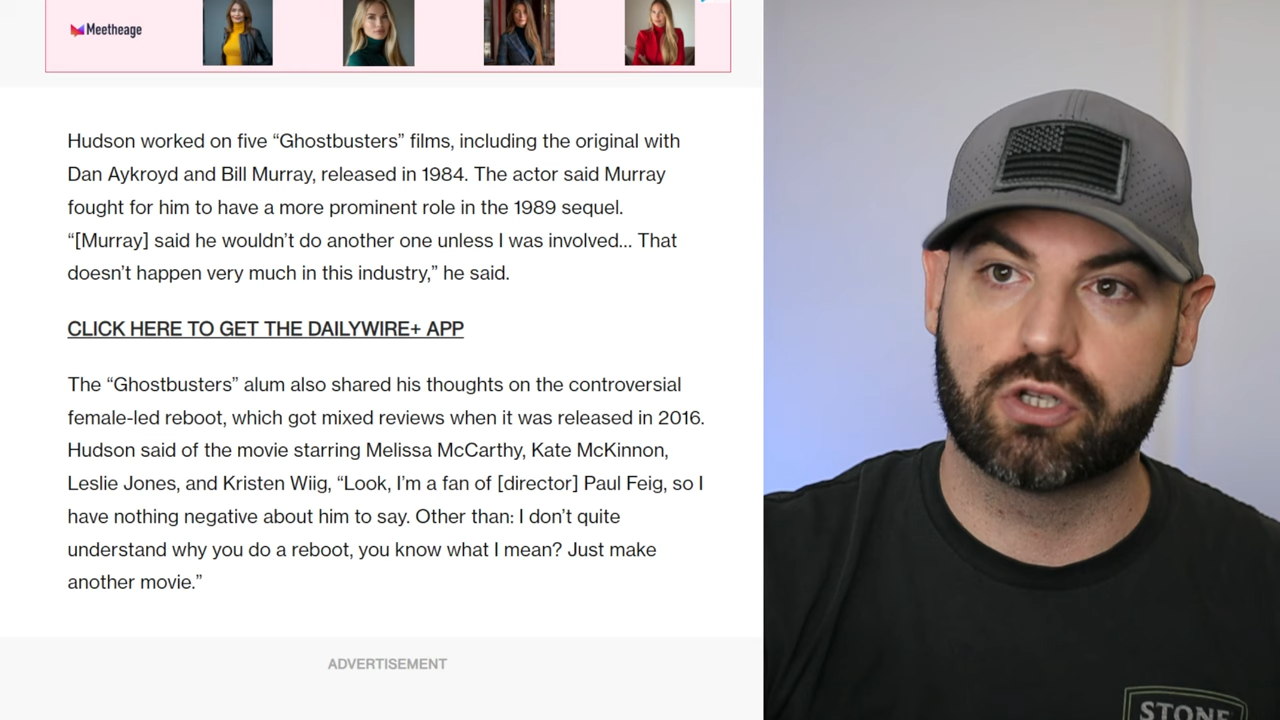 Meetheage
Hudson worked on five “Ghostbusters” films, including the original with
Dan Aykroyd and Bill Murray, released in 1984. The actor said Murray
fought for him to have a more prominent role in the 1989 sequel.
“[Murray] said he wouldn’t do another one unless I was involved... That
doesn’t happen very much in this industry,” he said.
CLICK HERE TO GET THE DAILYWIRE+ APP
The “Ghostbusters” alum also shared his thoughts on the controversial
female-led reboot, which got mixed reviews when it was released in 2016.
Hudson said of the movie starring Melissa McCarthy, Kate McKinnon,
Leslie Jones, and Kristen Wiig, “Look, I’m a fan of [director] Paul Feig, so I
have nothing negative about him to say. Other than: I don’t quite
understand why you do a reboot, you know what I mean? Just make
another movie.”
ADVERTISEMENT
STONE